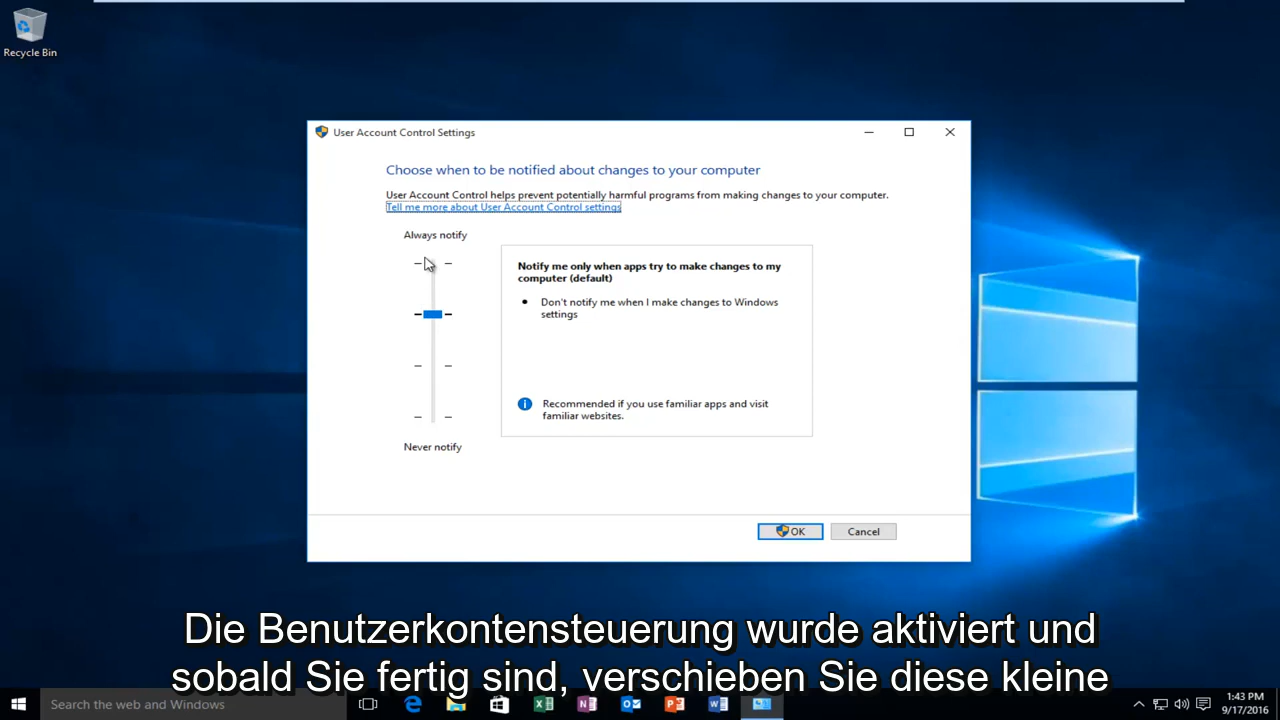 Recycle Bin
User Account Control Settings
Choose when to be notified about changes to your computer
User Account Control helps prevent potentially harmful programs from making changes to your computer.
Tell me more about User Account Control settings
Always notify
Notify me only when apps try to make changes to my
computer (default)
Don't notify me when I make changes to Windows
settings
Recommended if you use familiar apps and visit
familiar websites.
Never notify
OK
Cancel
Die Benutzerkontensteuerung wurde aktiviert und
sobald Sie fertig sind, verschieben Sie diese kleine
Search the web and Windows
1:43 PM
9/17/2016